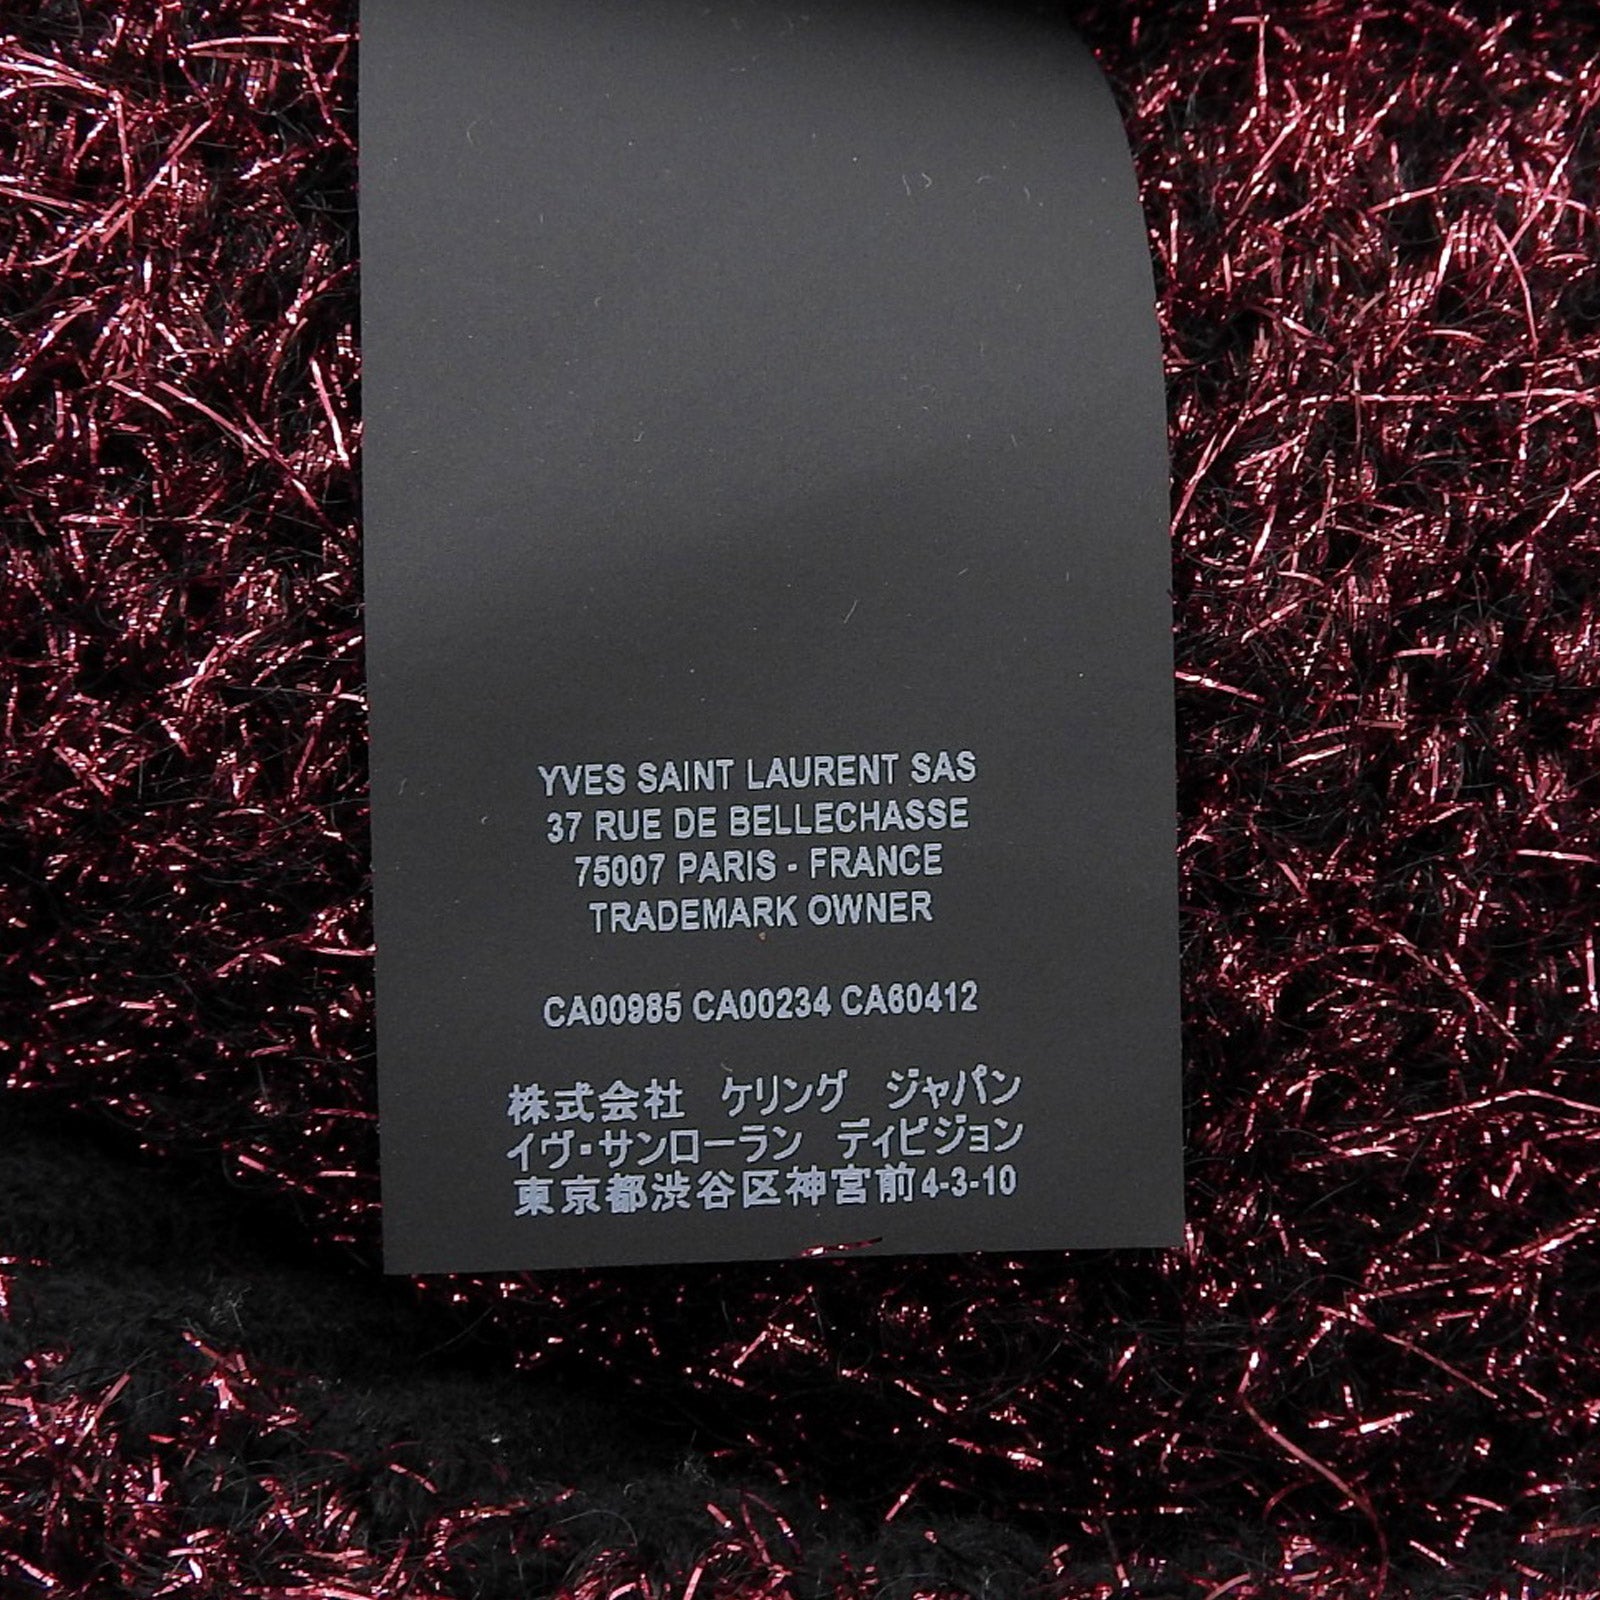 YVES SAINT LAURENT SAS
37 RUE DE BELLECHASSE
75007 PARIS - FRANCE
TRADEMARK OWNER
CA00985 CA00234 CA60412
株式会社 ケリング ジャパン
イヴ・サンローラン ディビジョン
東京都渋谷区神宮前4-3-10